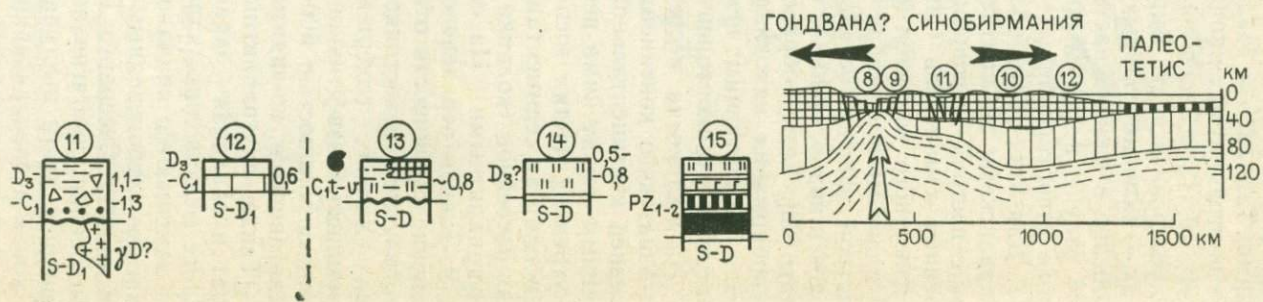 ГОНДВАНА? СИНОБИРМАНИЯ
ПАЛЕО-
ТЕТИС
8 9 11 10 12
КМ
0
40
80
120
0 500 1000 1500 КМ
11
D₃-
-C₁
1,1-
-1,3
S-D₁
γD?
12
D₃-
-C₁
0,6
S-D₁
13
C₁t-v
~0,8
S-D
14
D₃?
0,5-
-0,8
S-D
15
PZ₁₋₂
S-D